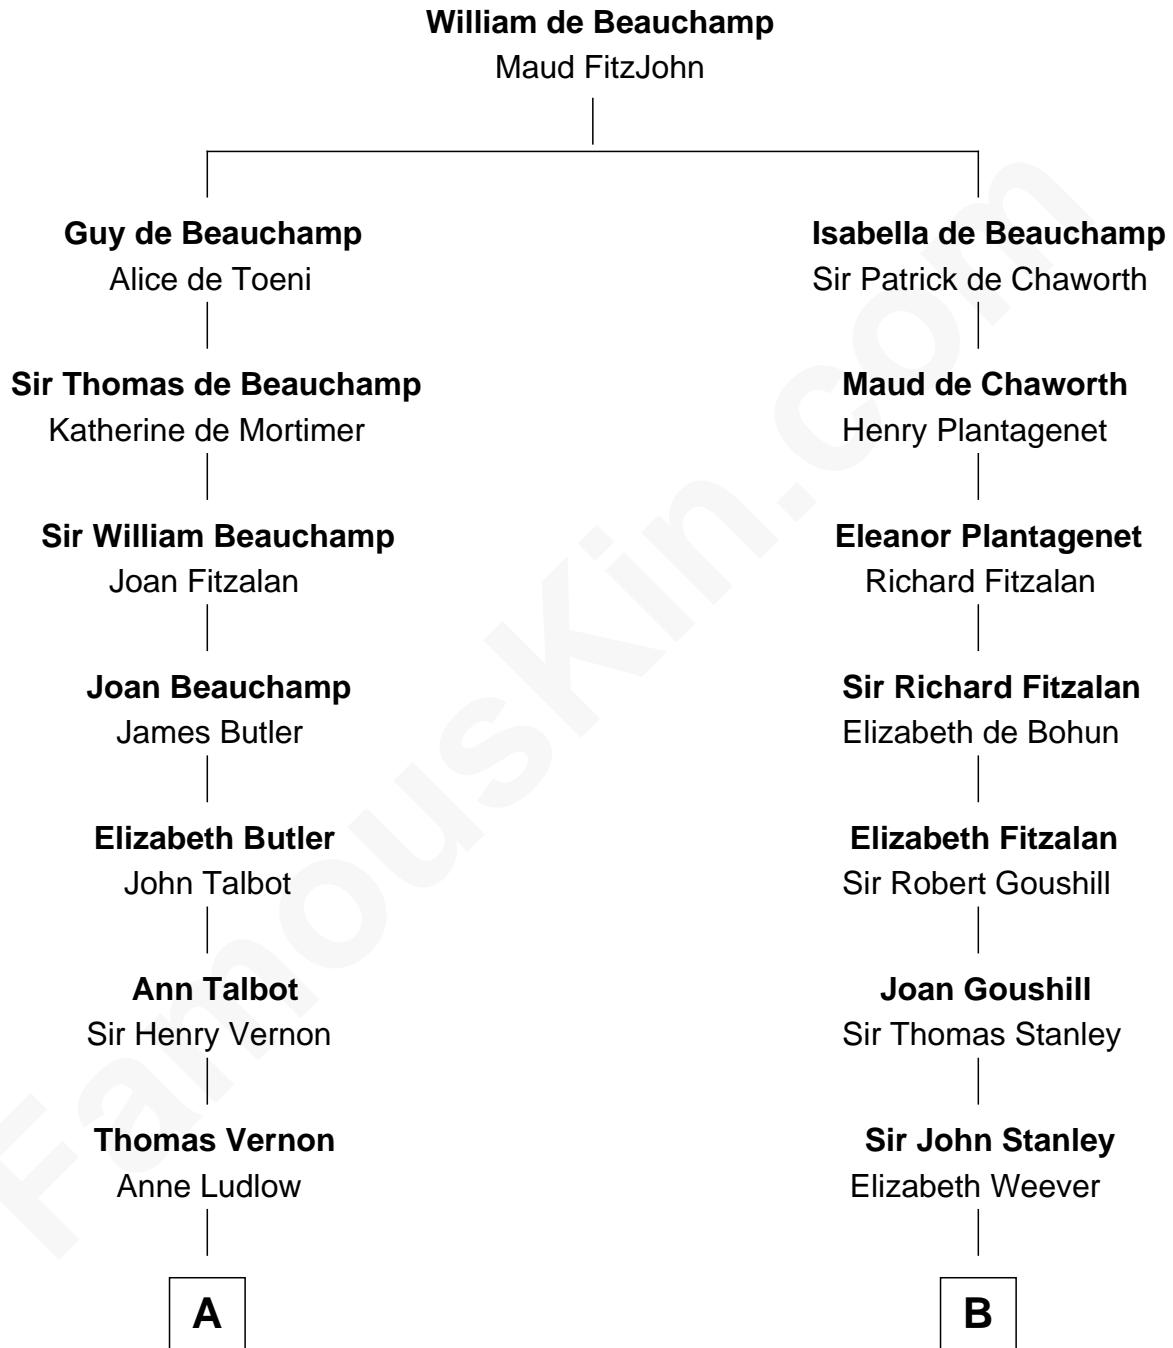 William de Beauchamp
Maud FitzJohn
Guy de Beauchamp
Alice de Toeni
Isabella de Beauchamp
Sir Patrick de Chaworth
Sir Thomas de Beauchamp
Katherine de Mortimer
Maud de Chaworth
Henry Plantagenet
Sir William Beauchamp
Joan Fitzalan
Eleanor Plantagenet
Richard Fitzalan
Joan Beauchamp
James Butler
Sir Richard Fitzalan
Elizabeth de Bohun
Elizabeth Butler
John Talbot
Elizabeth Fitzalan
Sir Robert Goushill
Ann Talbot
Sir Henry Vernon
Joan Goushill
Sir Thomas Stanley
Thomas Vernon
Anne Ludlow
Sir John Stanley
Elizabeth Weever
A
B
FamousKin.com